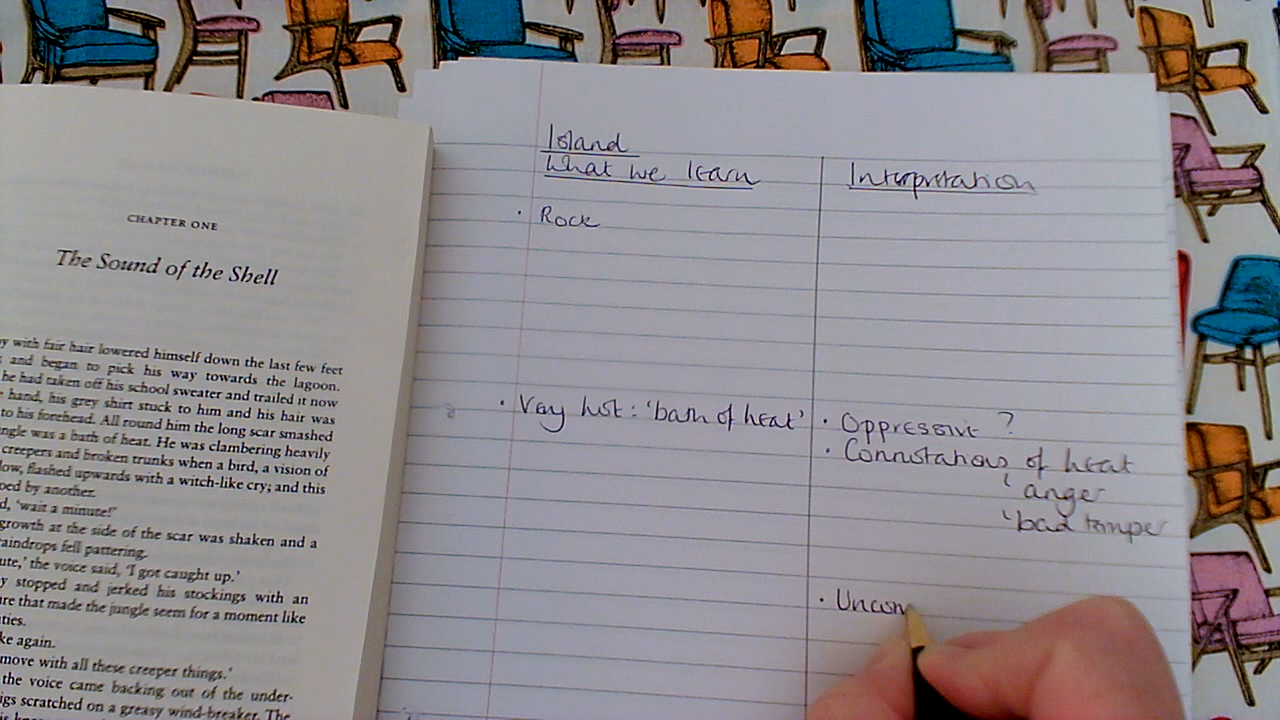 CHAPTER ONE
The Sound of the Shell
y with fair hair lowered himself down the last few feet
and began to pick his way towards the lagoon.
he had taken off his school sweater and trailed it now
hand, his grey shirt stuck to him and his hair was
to his forehead. All round him the long scar smashed
ngle was a bath of heat. He was clambering heavily
creepers and broken trunks when a bird, a vision of
low, flashed upwards with a witch-like cry; and this
oed by another.
d, 'wait a minute!'
growth at the side of the scar was shaken and a
raindrops fell pattering.
ute,' the voice said, 'I got caught up.'
y stopped and jerked his stockings with an
ure that made the jungle seem for a moment like
ties.
ke again.
move with all these creeper things.'
the voice came backing out of the under-
igs scratched on a greasy wind-breaker. The
Island
What we learn
Interpretation
· Rock
· Very hot: 'bath of heat'
· Oppressive ?
· Connotations of heat
'anger
'bad temper
· Uncom